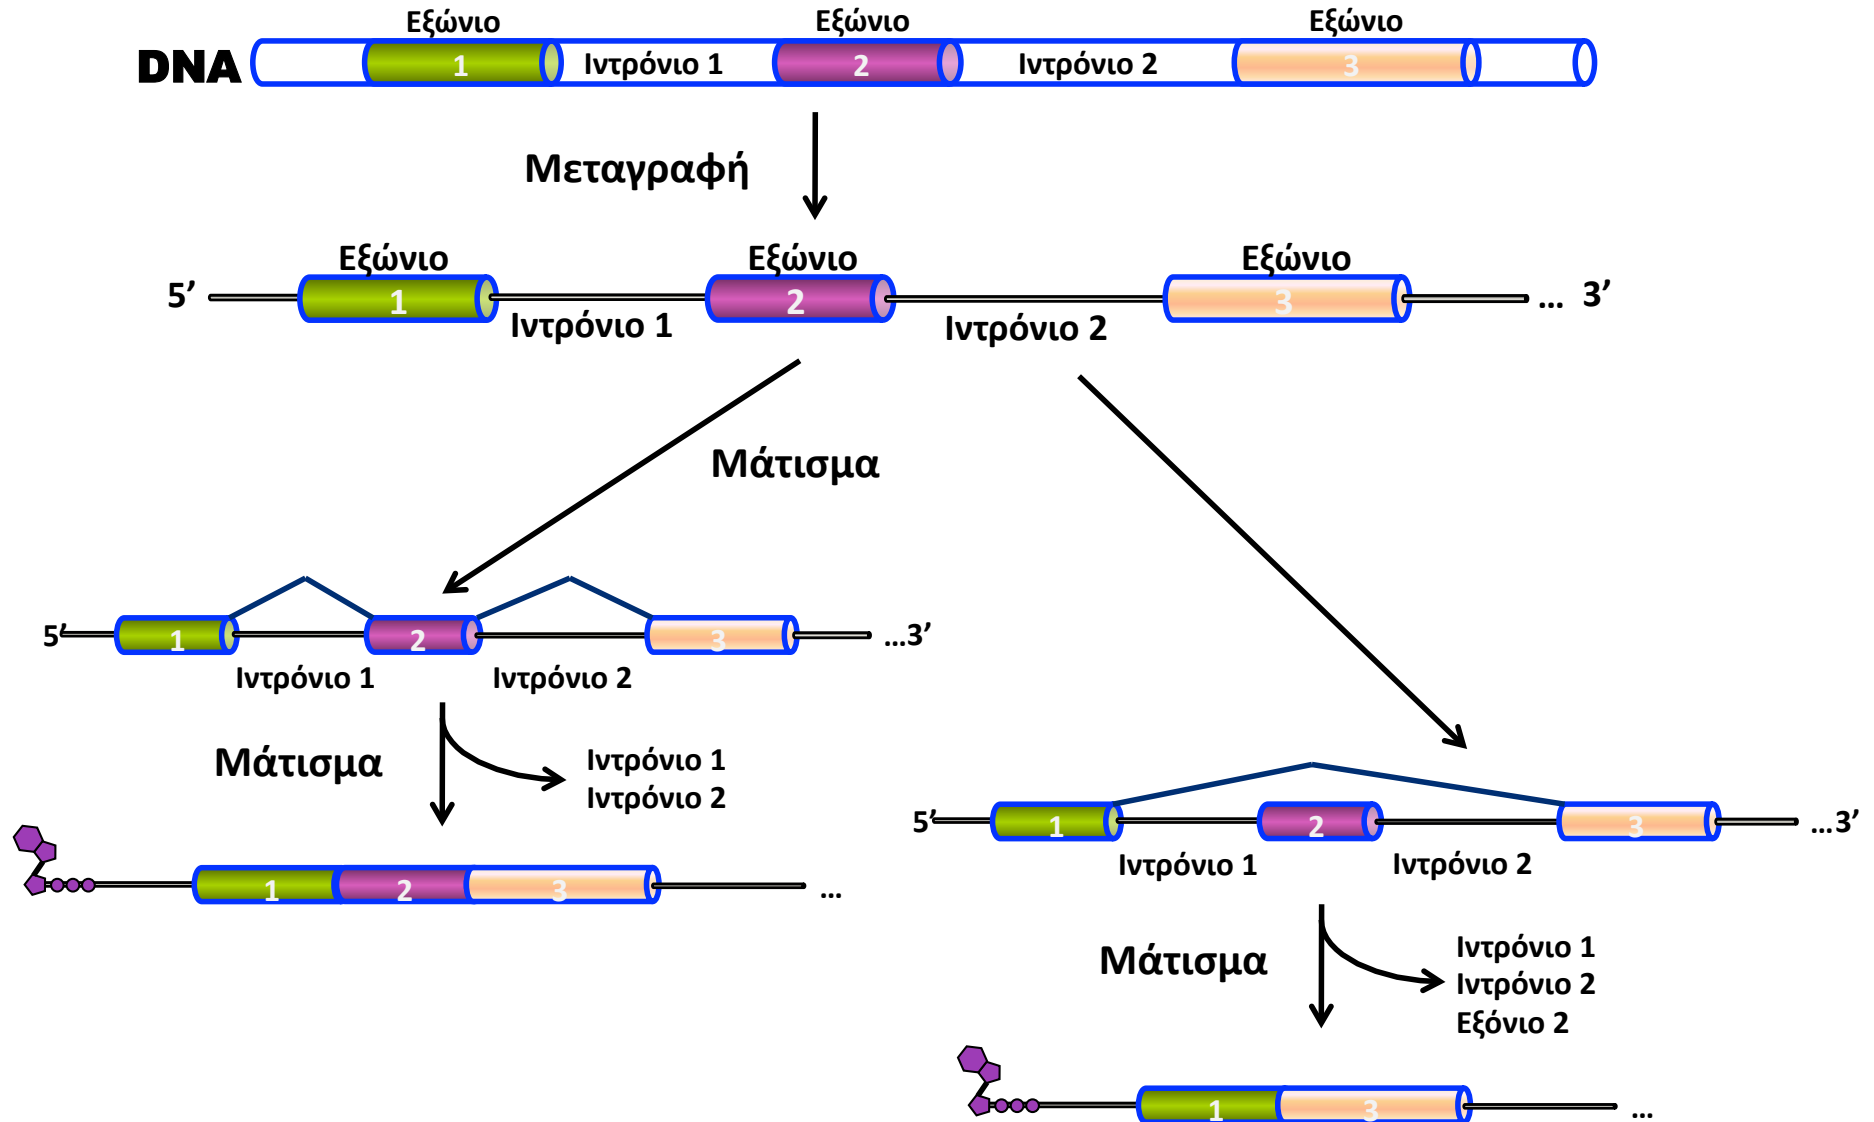 Εξώνιο Εξώνιο Εξώνιο
DNA 1 Ιντρόνιο 1 2 Ιντρόνιο 2 3
Μεταγραφή
Εξώνιο Εξώνιο Εξώνιο
5’ 1 2 3 ... 3’
Ιντρόνιο 1 Ιντρόνιο 2
Μάτισμα
5’ 1 2 3 ...3’
Ιντρόνιο 1 Ιντρόνιο 2
Μάτισμα
Ιντρόνιο 1
Ιντρόνιο 2
1 2 3 ...
5’ 1 2 3 ...3’
Ιντρόνιο 1 Ιντρόνιο 2
Μάτισμα
Ιντρόνιο 1
Ιντρόνιο 2
Εξόνιο 2
1 3 ...